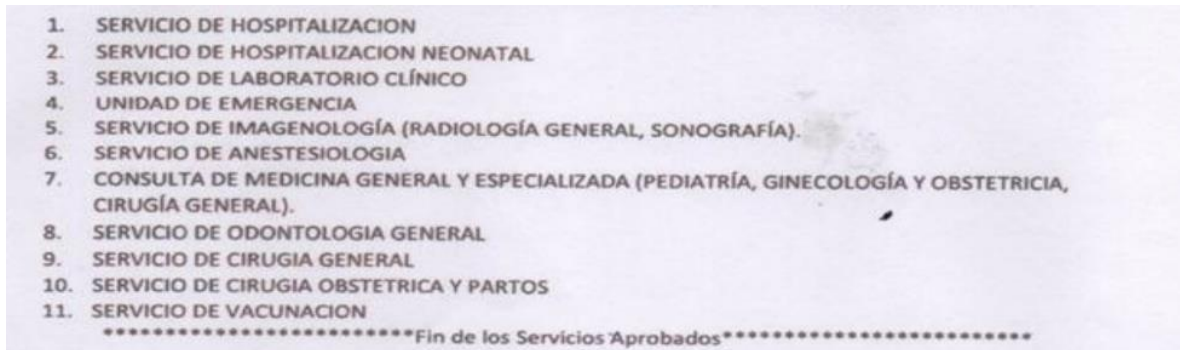 1. SERVICIO DE HOSPITALIZACION
2. SERVICIO DE HOSPITALIZACION NEONATAL
3. SERVICIO DE LABORATORIO CLÍNICO
4. UNIDAD DE EMERGENCIA
5. SERVICIO DE IMAGENOLOGÍA (RADIOLOGÍA GENERAL, SONOGRAFÍA).
6. SERVICIO DE ANESTESIOLOGIA
7. CONSULTA DE MEDICINA GENERAL Y ESPECIALIZADA (PEDIATRÍA, GINECOLOGÍA Y OBSTETRICIA,
CIRUGÍA GENERAL).
8. SERVICIO DE ODONTOLOGIA GENERAL
9. SERVICIO DE CIRUGIA GENERAL
10. SERVICIO DE CIRUGIA OBSTETRICA Y PARTOS
11. SERVICIO DE VACUNACION
**************************Fin de los Servicios Aprobados**************************